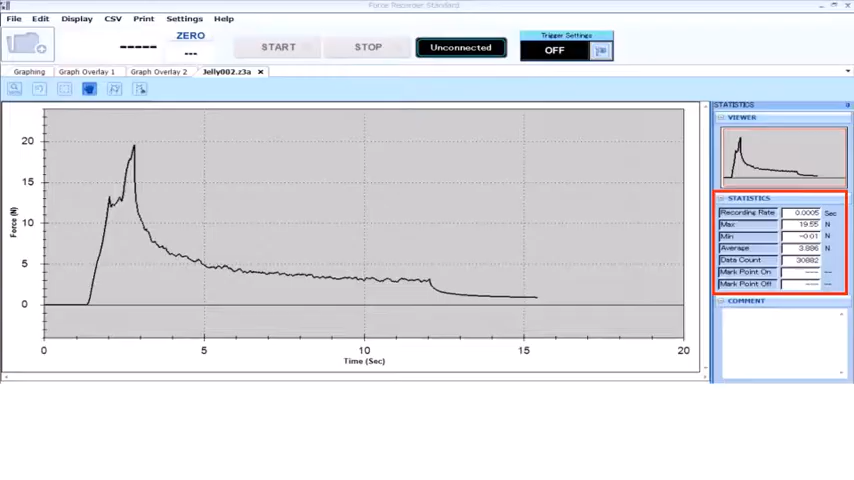 Force Recorder Standard
File Edit Display CSV Print Settings Help
-----
ZERO
---
START
STOP
Unconnected
Trigger Settings
OFF
Graphing Graph Overlay 1 Graph Overlay 2 Jelly002.z3a
STATISTICS
VIEWER
STATISTICS
Recording Rate 0.0005 Sec
Max 19.55 N
Min -0.01 N
Average 3.886 N
Data Count 30882
Mark Point On ---- --
Mark Point Off ---- --
COMMENT
20
15
10
5
0
Force (N)
0 5 10 15 20
Time (Sec)